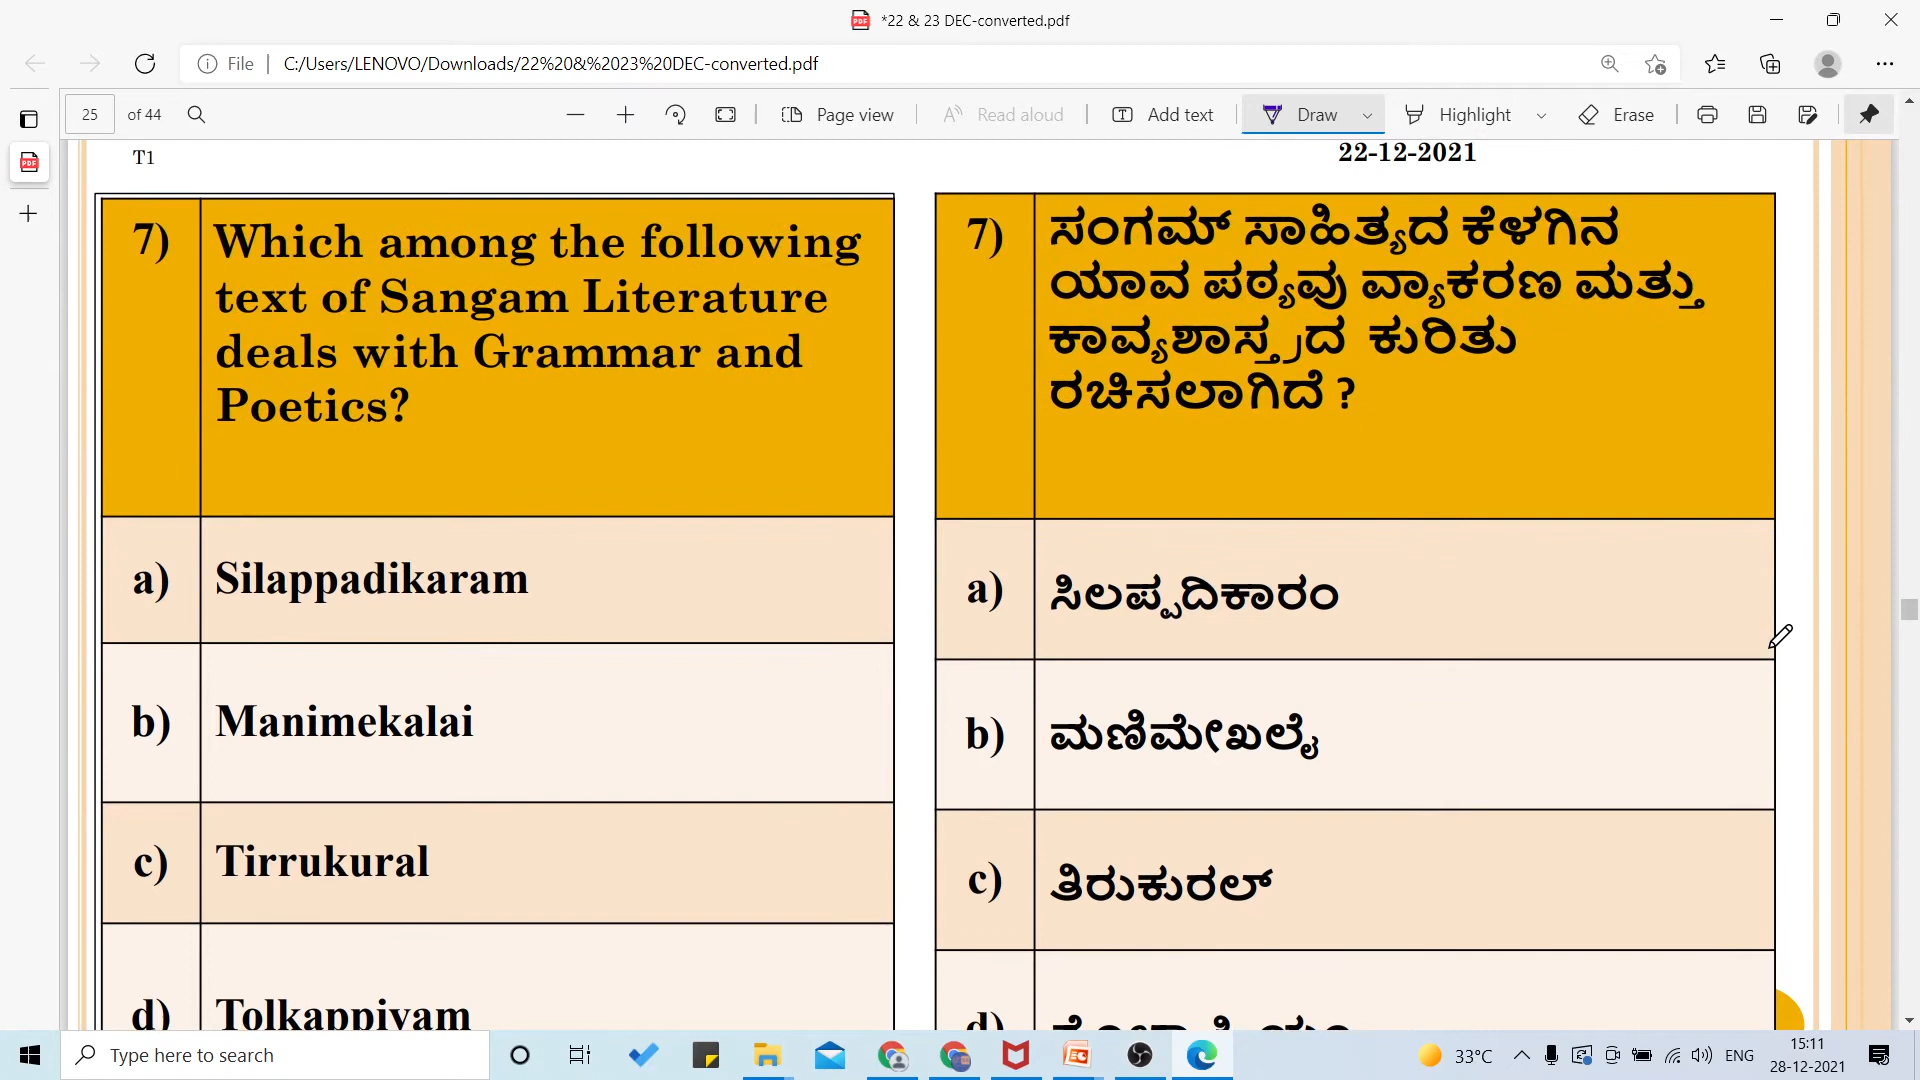 *22 & 23 DEC-converted.pdf
File
C:/Users/LENOVO/Downloads/22%20&%2023%20DEC-converted.pdf
25 of 44
Page view
Read aloud
Add text
Draw
Highlight
Erase
T1
22-12-2021
7) Which among the following
text of Sangam Literature
deals with Grammar and
Poetics?
a) Silappadikaram
b) Manimekalai
c) Tirrukural
d) Tolkappiyam
7) ಸಂಗಮ್ ಸಾಹಿತ್ಯದ ಕೆಳಗಿನ
ಯಾವ ಪಠ್ಯವು ವ್ಯಾಕರಣ ಮತ್ತು
ಕಾವ್ಯಶಾಸ್ತ್ರದ ಕುರಿತು
ರಚಿಸಲಾಗಿದೆ ?
a) ಸಿಲಪ್ಪದಿಕಾರಂ
b) ಮಣಿಮೇಖಲೈ
c) ತಿರುಕುರಲ್
d)
Type here to search
33°C
ENG
15:11
28-12-2021